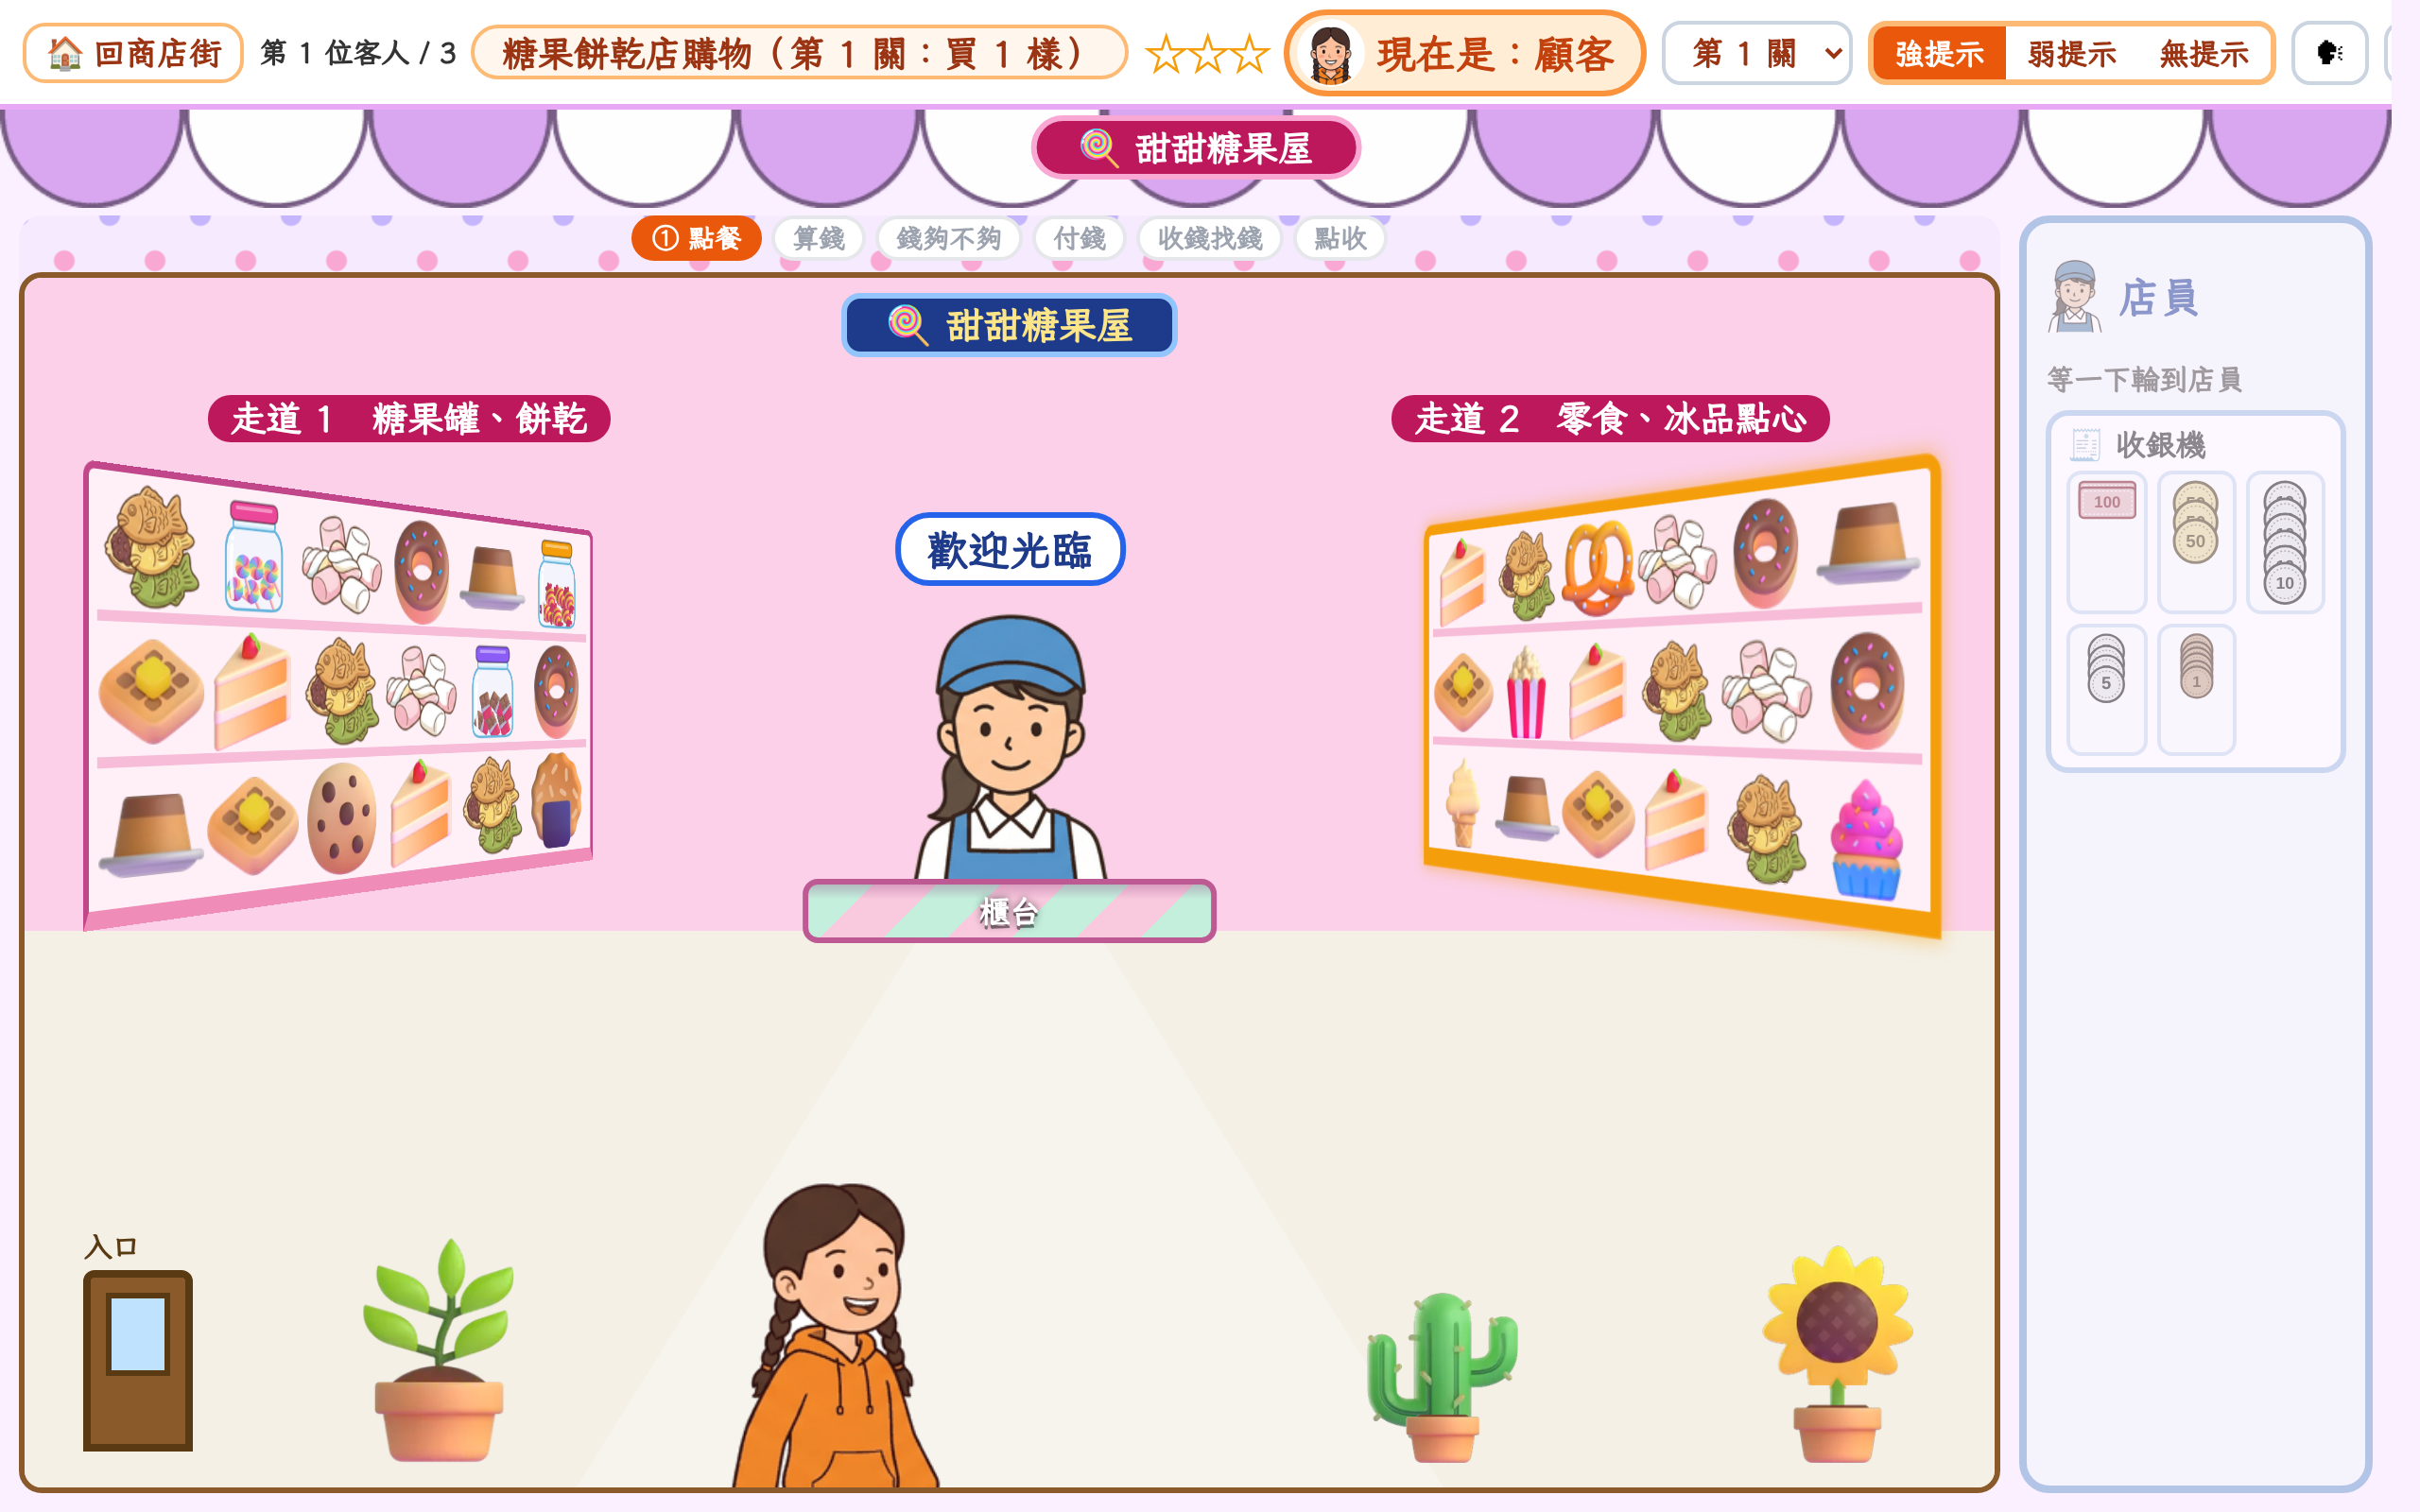 回商店街
第 1 位客人 / 3
糖果餅乾店購物（第 1 關：買 1 樣）
現在是：顧客
第 1 關
強提示
弱提示
無提示
甜甜糖果屋
① 點餐
算錢
錢夠不夠
付錢
收錢找錢
點收
甜甜糖果屋
走道 1 糖果罐、餅乾
走道 2 零食、冰品點心
歡迎光臨
櫃台
入口
店員
等一下輪到店員
收銀機
100
50
10
5
1